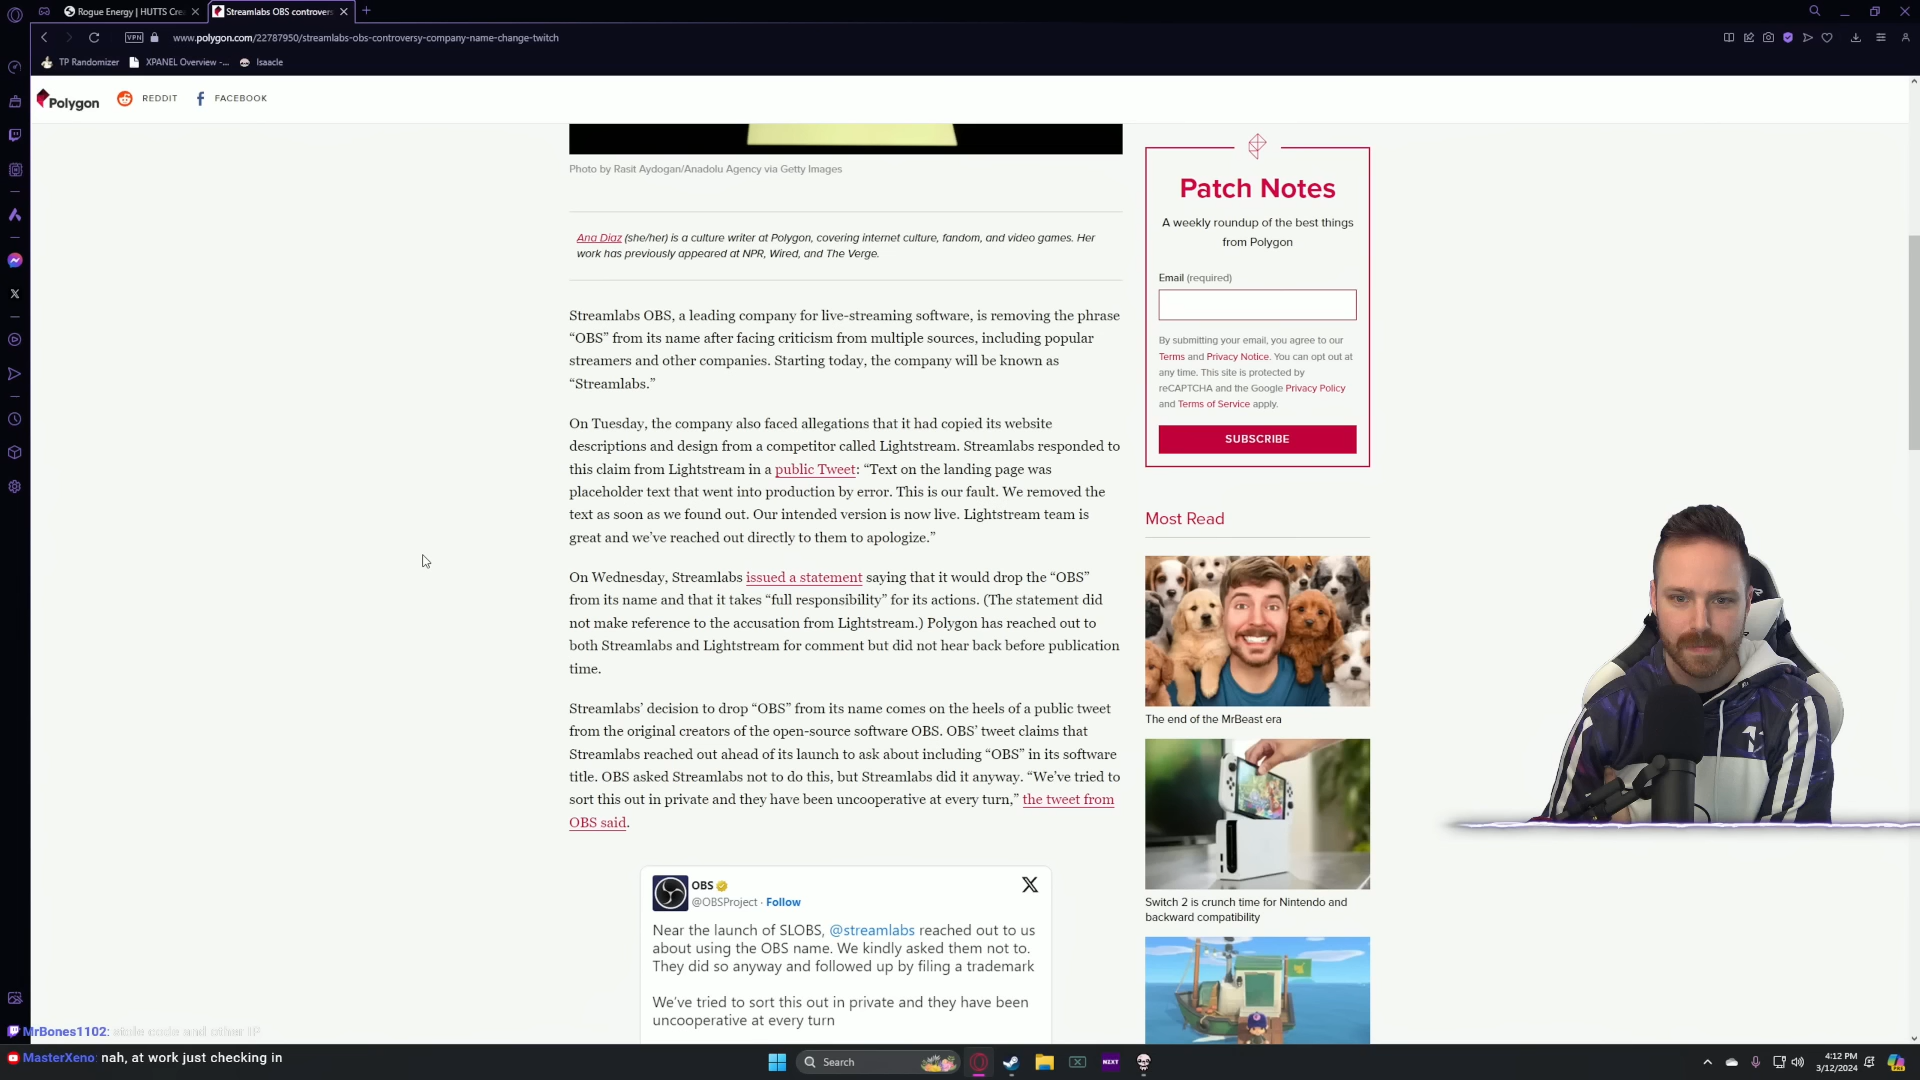 Rogue Energy | HUTTS Cre
Streamlabs OBS controvers
VPN
www.polygon.com/22787950/streamlabs-obs-controversy-company-name-change-twitch
TP Randomizer
XPANEL Overview -...
Isaacle
Polygon
REDDIT
FACEBOOK
Photo by Rasit Aydogan/Anadolu Agency via Getty Images
Ana Diaz (she/her) is a culture writer at Polygon, covering internet culture, fandom, and video games. Her
work has previously appeared at NPR, Wired, and The Verge.
Streamlabs OBS, a leading company for live-streaming software, is removing the phrase
“OBS” from its name after facing criticism from multiple sources, including popular
streamers and other companies. Starting today, the company will be known as
“Streamlabs.”
On Tuesday, the company also faced allegations that it had copied its website
descriptions and design from a competitor called Lightstream. Streamlabs responded to
this claim from Lightstream in a public Tweet: “Text on the landing page was
placeholder text that went into production by error. This is our fault. We removed the
text as soon as we found out. Our intended version is now live. Lightstream team is
great and we’ve reached out directly to them to apologize.”
On Wednesday, Streamlabs issued a statement saying that it would drop the “OBS”
from its name and that it takes “full responsibility” for its actions. (The statement did
not make reference to the accusation from Lightstream.) Polygon has reached out to
both Streamlabs and Lightstream for comment but did not hear back before publication
time.
Streamlabs’ decision to drop “OBS” from its name comes on the heels of a public tweet
from the original creators of the open-source software OBS. OBS’ tweet claims that
Streamlabs reached out ahead of its launch to ask about including “OBS” in its software
title. OBS asked Streamlabs not to do this, but Streamlabs did it anyway. “We’ve tried to
sort this out in private and they have been uncooperative at every turn,” the tweet from
OBS said.
OBS
@OBSProject · Follow
Near the launch of SLOBS, @streamlabs reached out to us
about using the OBS name. We kindly asked them not to.
They did so anyway and followed up by filing a trademark
We’ve tried to sort this out in private and they have been
uncooperative at every turn
Patch Notes
A weekly roundup of the best things
from Polygon
Email (required)
By submitting your email, you agree to our
Terms and Privacy Notice. You can opt out at
any time. This site is protected by
reCAPTCHA and the Google Privacy Policy
and Terms of Service apply.
SUBSCRIBE
Most Read
The end of the MrBeast era
Switch 2 is crunch time for Nintendo and
backward compatibility
MrBones1102: stole code and other IP
MasterXeno: nah, at work just checking in
Search
NZXT
4:12 PM
3/12/2024